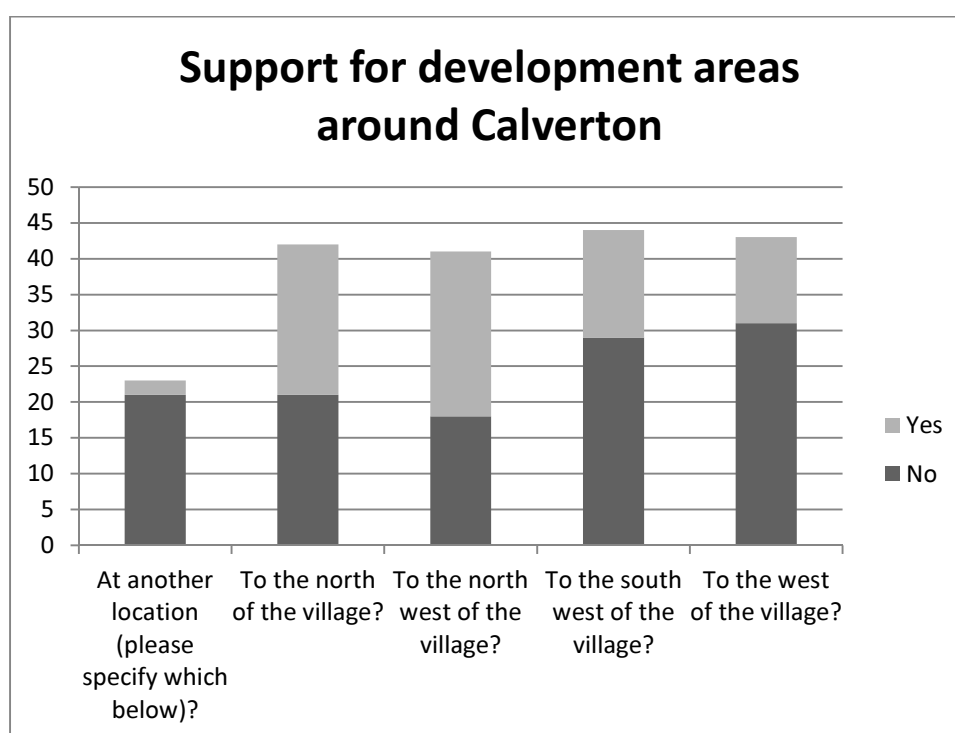 Support for development areas
around Calverton
50
45
40
35
30
25
20
15
10
5
0
At another
location
(please
specify which
below)?
To the north
of the village?
To the north
west of the
village?
To the south
west of the
village?
To the west
of the village?
Yes
No